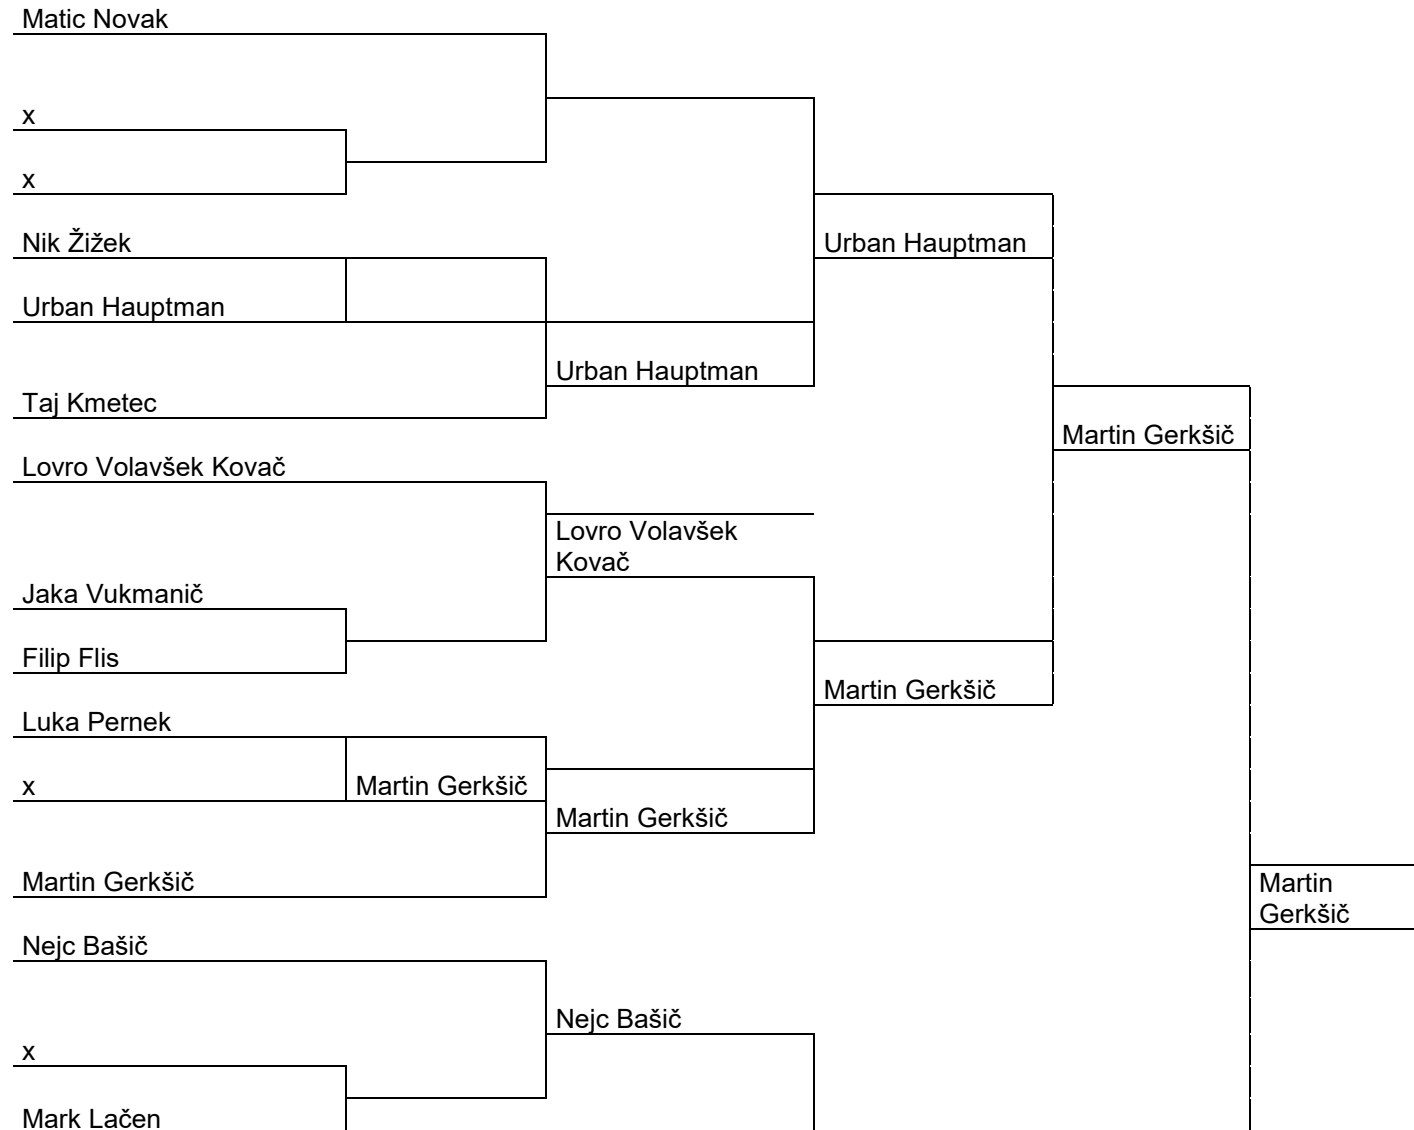 Matic Novak
x
x
Nik Žižek
Urban Hauptman
Urban Hauptman
Urban Hauptman
Taj Kmetec
Martin Gerkšič
Lovro Volavšek Kovač
Lovro Volavšek
Kovač
Jaka Vukmanič
Filip Flis
Martin Gerkšič
Luka Pernek
x
Martin Gerkšič
Martin Gerkšič
Martin Gerkšič
Martin
Gerkšič
Nejc Bašič
Nejc Bašič
x
Mark Lačen